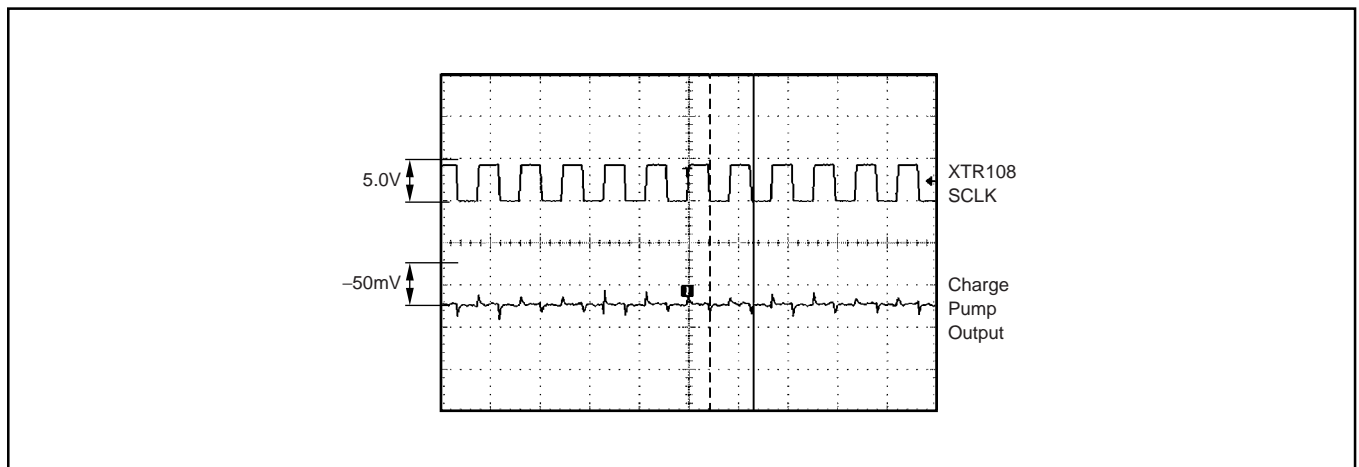 5.0V
XTR108
SCLK
–50mV
Charge
Pump
Output